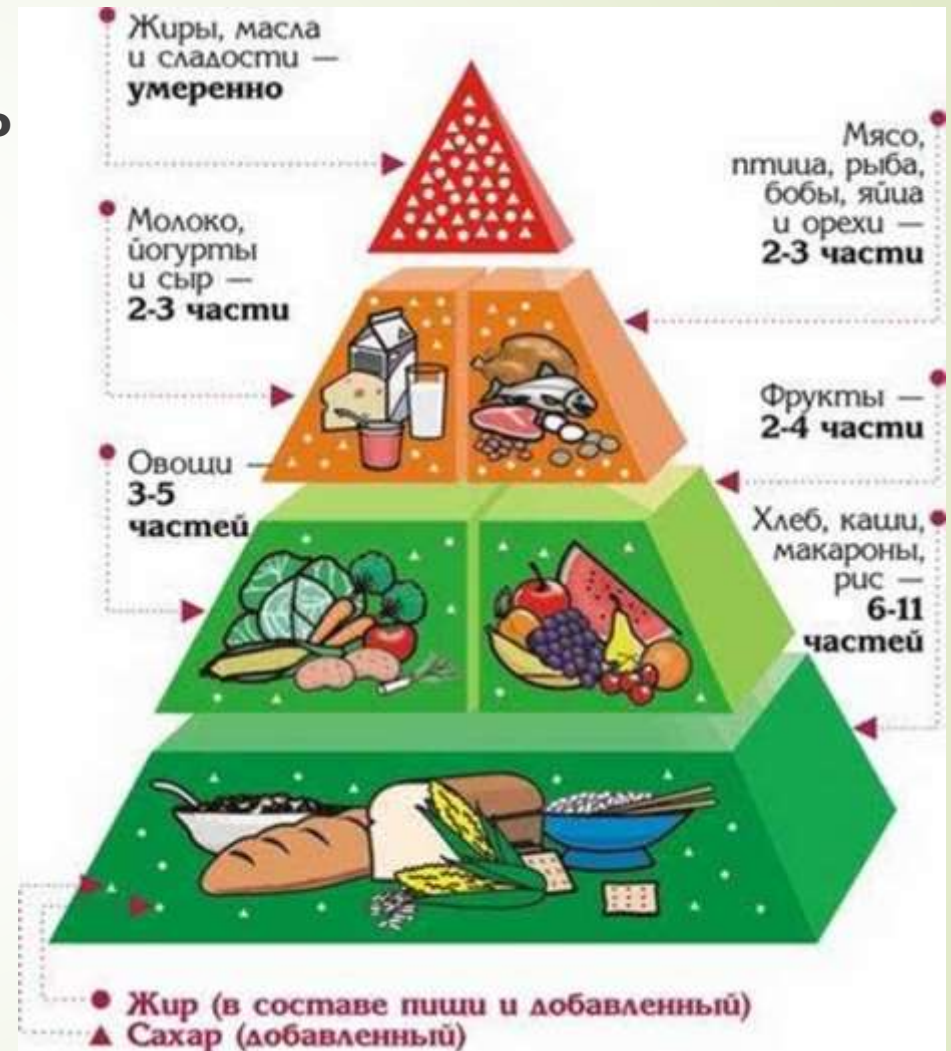 Жиры, масла
и сладости —
умеренно
Мясо,
птица, рыба,
бобы, яйца
и орехи —
2-3 части
Молоко,
йогурты
и сыр —
2-3 части
Фрукты —
2-4 части
Овощи —
3-5
частей
Хлеб, каши,
макароны,
рис —
6-11
частей
Жир (в составе пищи и добавленный)
Сахар (добавленный)